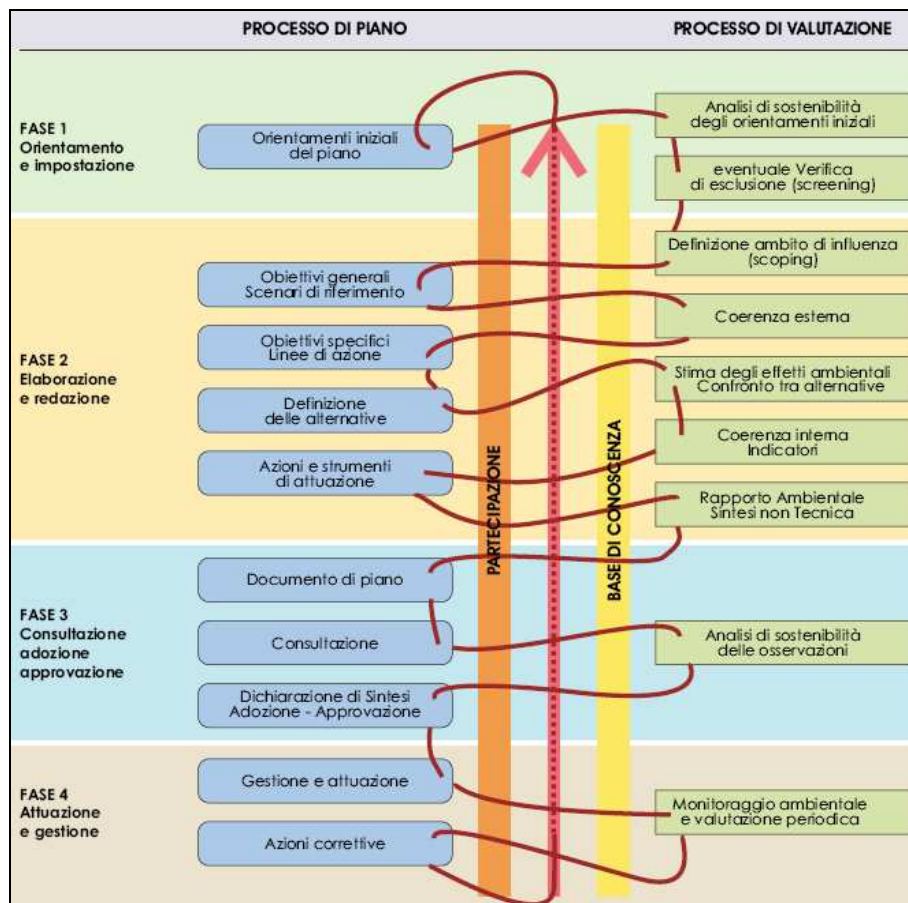 PROCESSO DI PIANO
PROCESSO DI VALUTAZIONE
FASE 1
Orientamento
e impostazione
Orientamenti iniziali
del piano
Analisi di sostenibilità
degli orientamenti iniziali
eventuale Verifica
di esclusione (screening)
FASE 2
Elaborazione
e redazione
Obiettivi generali
Scenari di riferimento
Obiettivi specifici
Linee di azione
Definizione
delle alternative
Azioni e strumenti
di attuazione
Definizione ambito di influenza
(scoping)
Coerenza esterna
Stima degli effetti ambientali
Confronto tra alternative
Coerenza interna
Indicatori
Rapporto Ambientale
Sintesi non Tecnica
PARTECIPAZIONE
BASE DI CONOSCENZA
FASE 3
Consultazione
adozione
approvazione
Documento di piano
Consultazione
Dichiarazione di Sintesi
Adozione - Approvazione
Analisi di sostenibilità
delle osservazioni
FASE 4
Attuazione
e gestione
Gestione e attuazione
Azioni correttive
Monitoraggio ambientale
e valutazione periodica